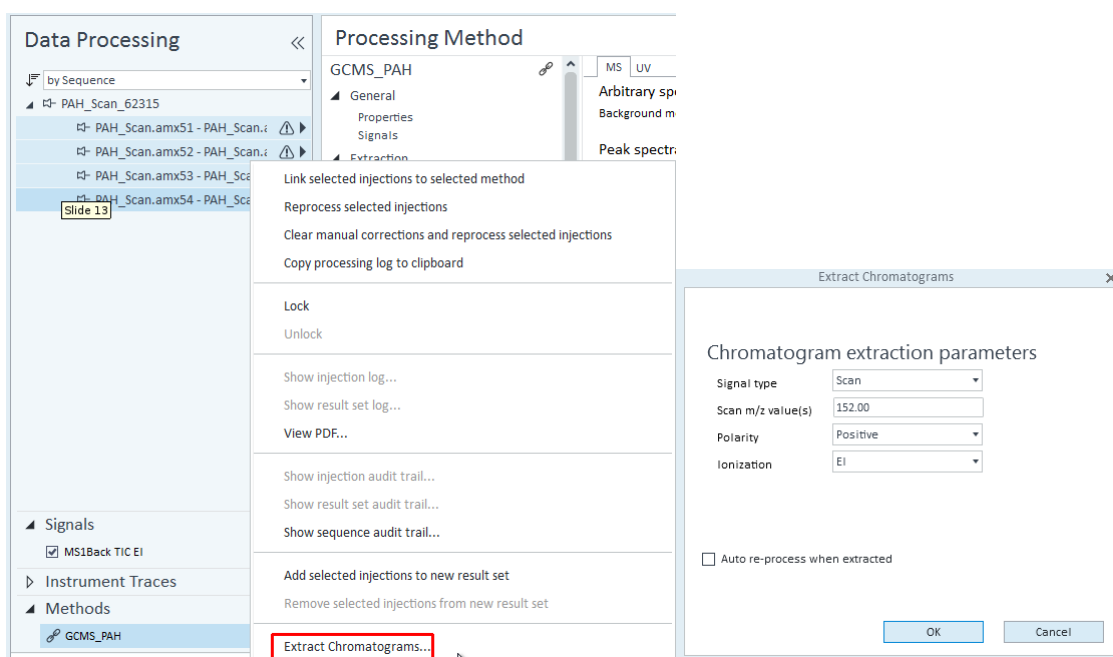 Data Processing
by Sequence
PAH_Scan_62315
PAH_Scan.amx51 - PAH_Scan.a
PAH_Scan.amx52 - PAH_Scan.a
PAH_Scan.amx53 - PAH_Sca
PAH_Scan.amx54 - PAH_Sca
Slide 13
Signals
MS1Back TIC EI
Instrument Traces
Methods
GCMS_PAH
Processing Method
GCMS_PAH
General
Properties
Signals
Extraction
MS UV
Arbitrary spe
Background m
Peak spectra
Link selected injections to selected method
Reprocess selected injections
Clear manual corrections and reprocess selected injections
Copy processing log to clipboard
Lock
Unlock
Show injection log...
Show result set log...
View PDF...
Show injection audit trail...
Show result set audit trail...
Show sequence audit trail...
Add selected injections to new result set
Remove selected injections from new result set
Extract Chromatograms...
Extract Chromatograms
Chromatogram extraction parameters
Signal type Scan
Scan m/z value(s) 152.00
Polarity Positive
Ionization EI
Auto re-process when extracted
OK Cancel